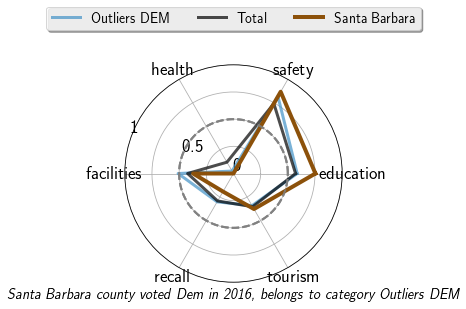 Outliers DEM Total Santa Barbara
health safety
1
0.5
0
facilities education
recall tourism
Santa Barbara county voted Dem in 2016, belongs to category Outliers DEM